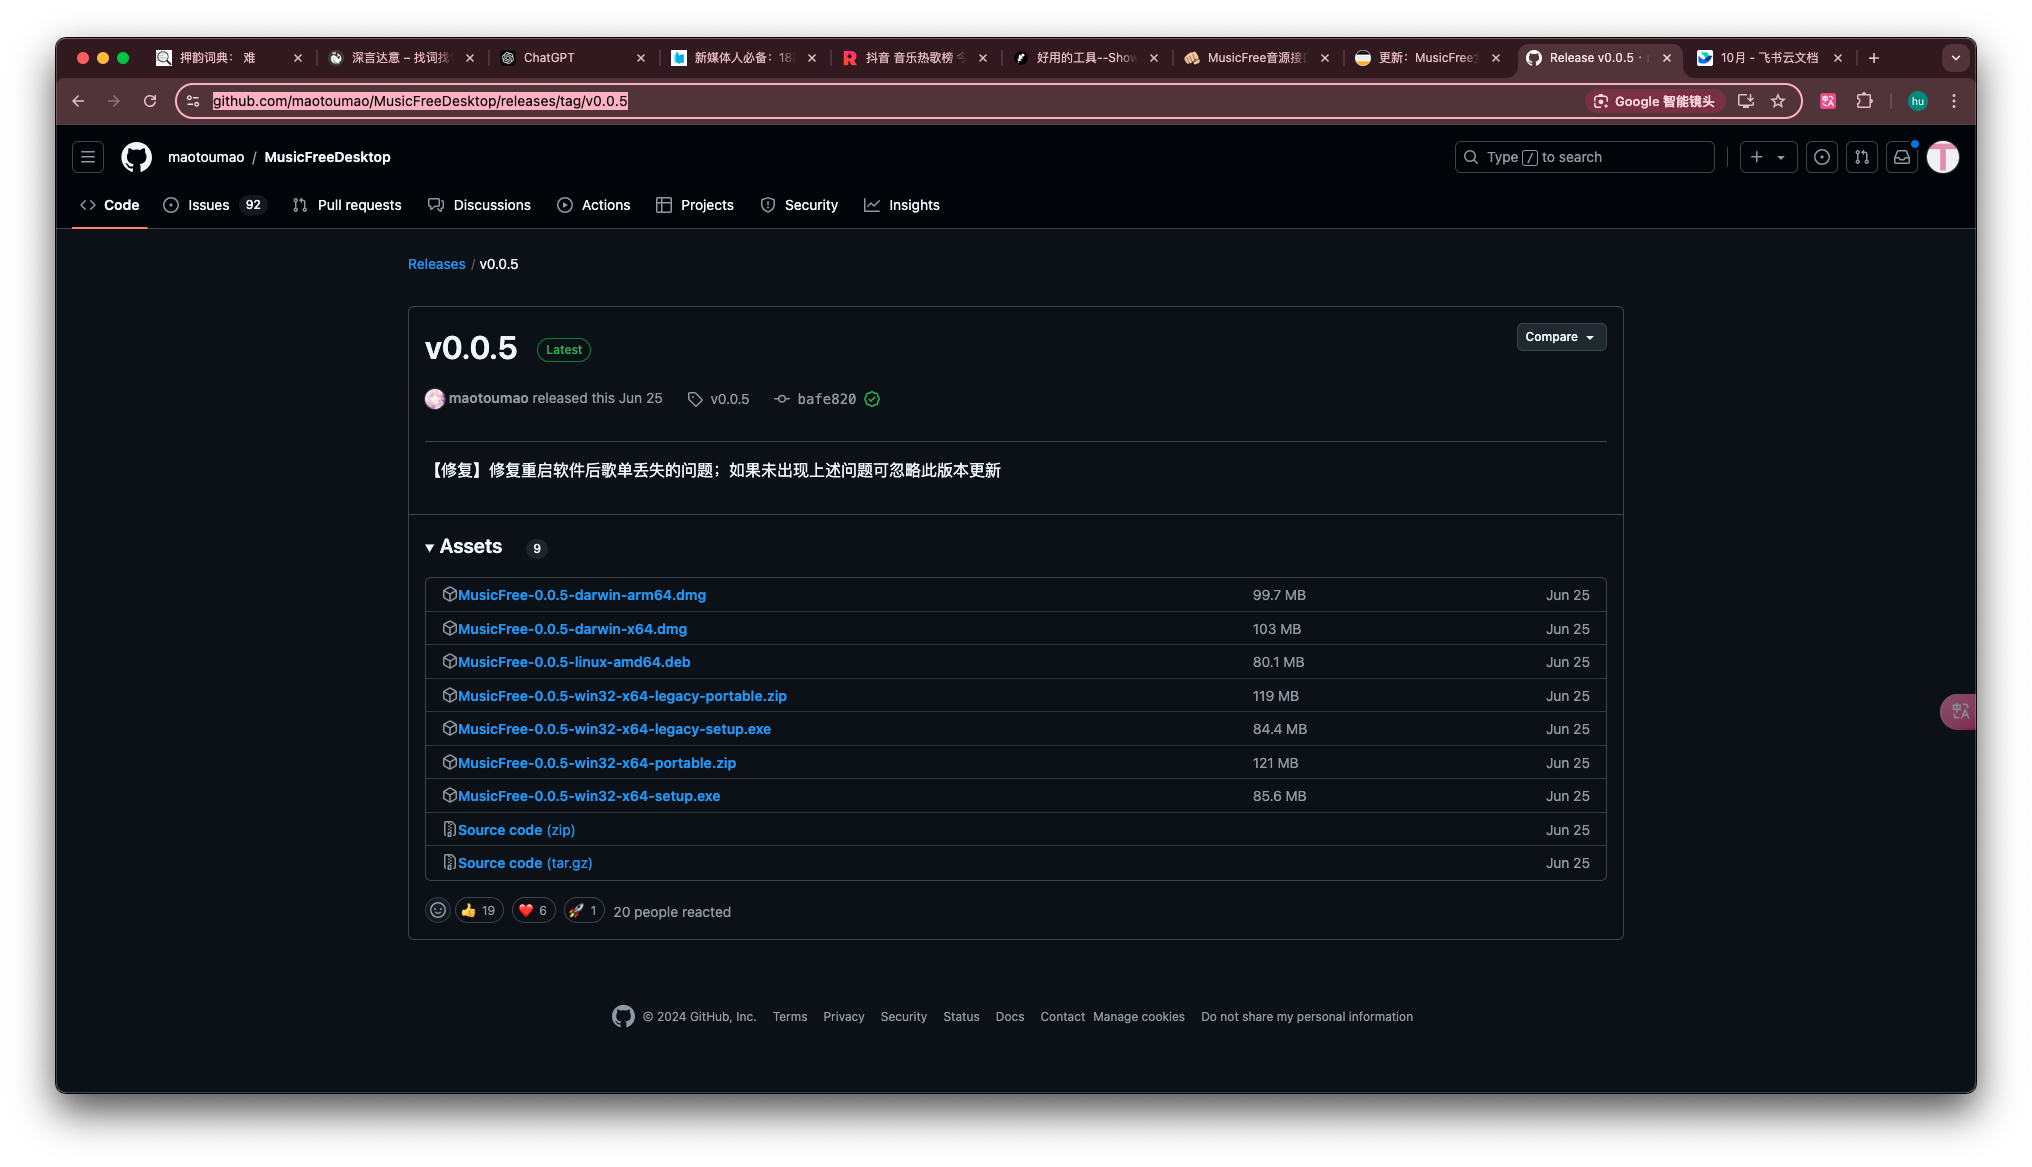 押韵词典： 难
深言达意 – 找词找
ChatGPT
新媒体人必备：18
抖音 音乐热歌榜 今
好用的工具--Show
MusicFree音源接口
更新：MusicFree
Release v0.0.5 ·
10月 - 飞书云文档
github.com/maotoumao/MusicFreeDesktop/releases/tag/v0.0.5
Google 智能镜头
hu
maotoumao / MusicFreeDesktop
Type / to search
Code
Issues 92
Pull requests
Discussions
Actions
Projects
Security
Insights
Releases / v0.0.5
v0.0.5 Latest
Compare
maotoumao released this Jun 25 v0.0.5 bafe820
【修复】修复重启软件后歌单丢失的问题；如果未出现上述问题可忽略此版本更新
Assets 9
MusicFree-0.0.5-darwin-arm64.dmg 99.7 MB Jun 25
MusicFree-0.0.5-darwin-x64.dmg 103 MB Jun 25
MusicFree-0.0.5-linux-amd64.deb 80.1 MB Jun 25
MusicFree-0.0.5-win32-x64-legacy-portable.zip 119 MB Jun 25
MusicFree-0.0.5-win32-x64-legacy-setup.exe 84.4 MB Jun 25
MusicFree-0.0.5-win32-x64-portable.zip 121 MB Jun 25
MusicFree-0.0.5-win32-x64-setup.exe 85.6 MB Jun 25
Source code (zip) Jun 25
Source code (tar.gz) Jun 25
👍 19 ❤️ 6 🚀 1 20 people reacted
© 2024 GitHub, Inc. Terms Privacy Security Status Docs Contact Manage cookies Do not share my personal information